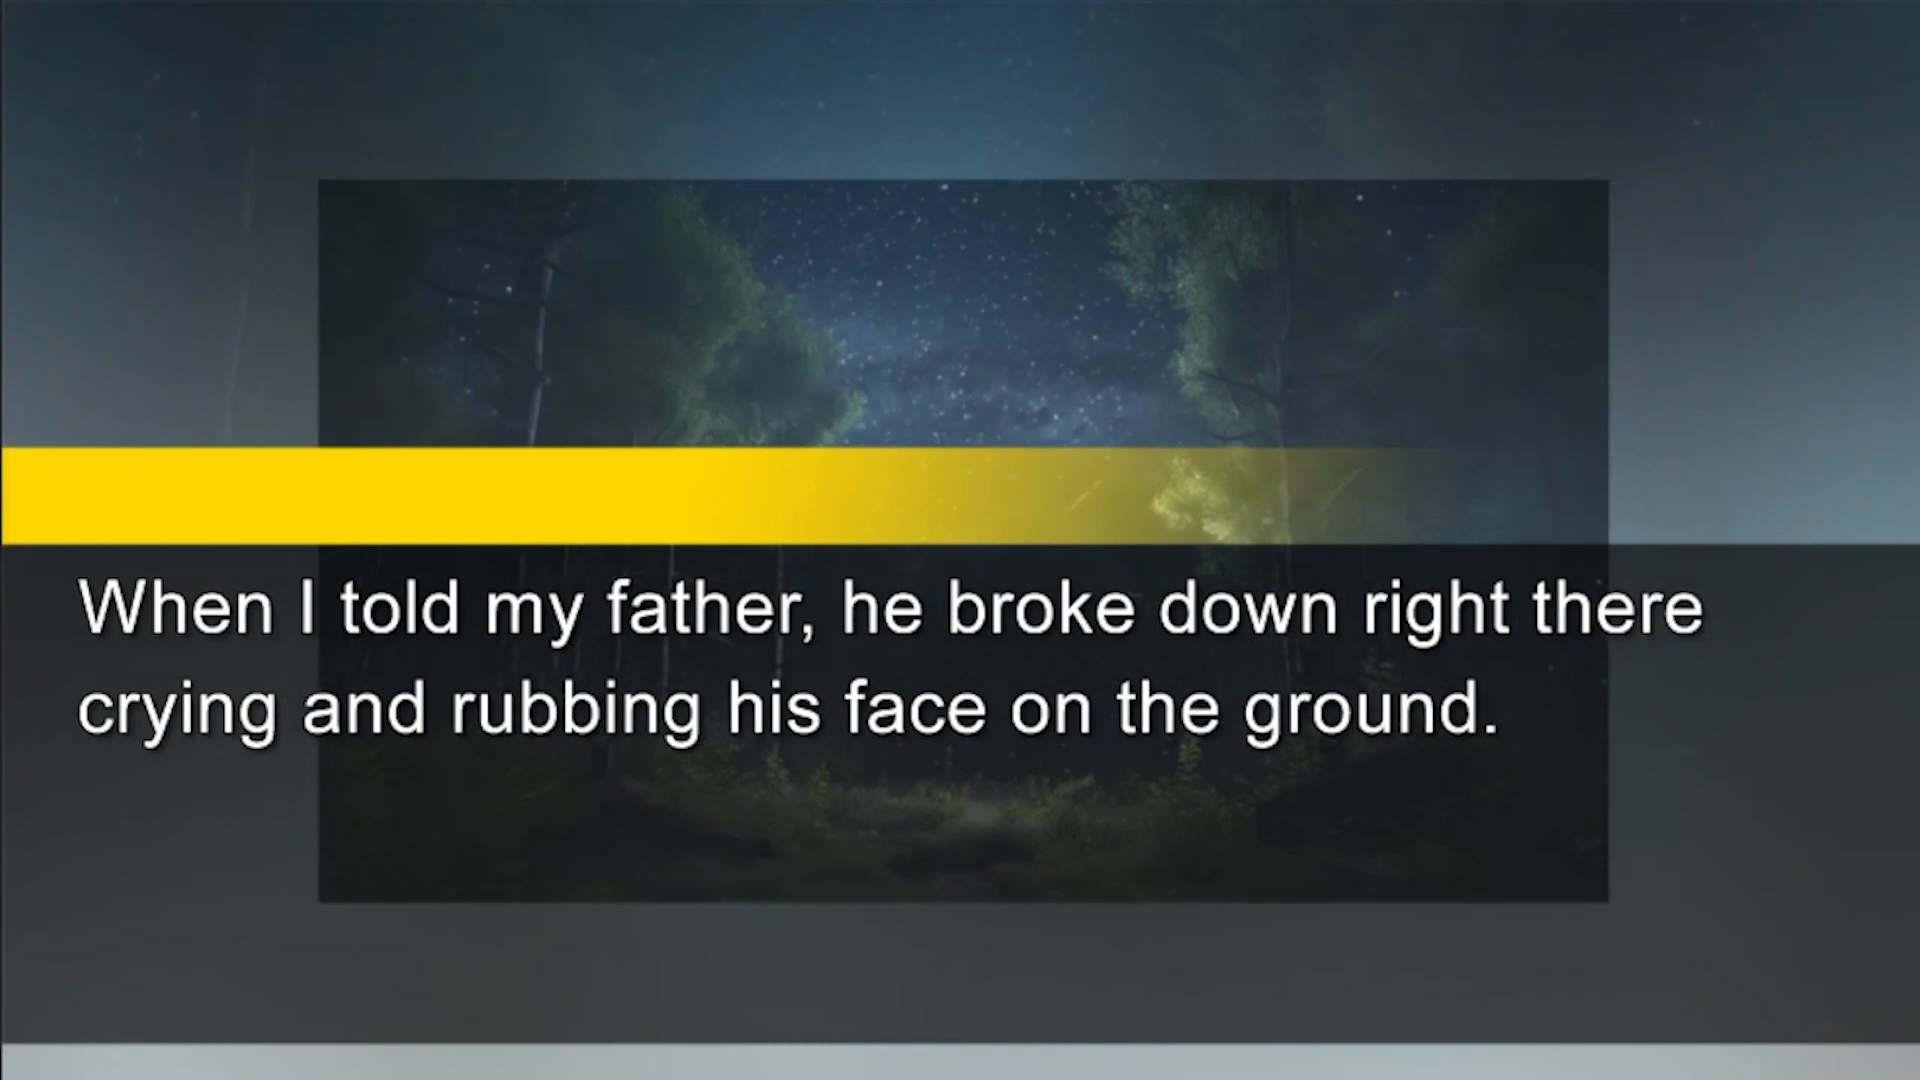 When I told my father, he broke down right there
crying and rubbing his face on the ground.